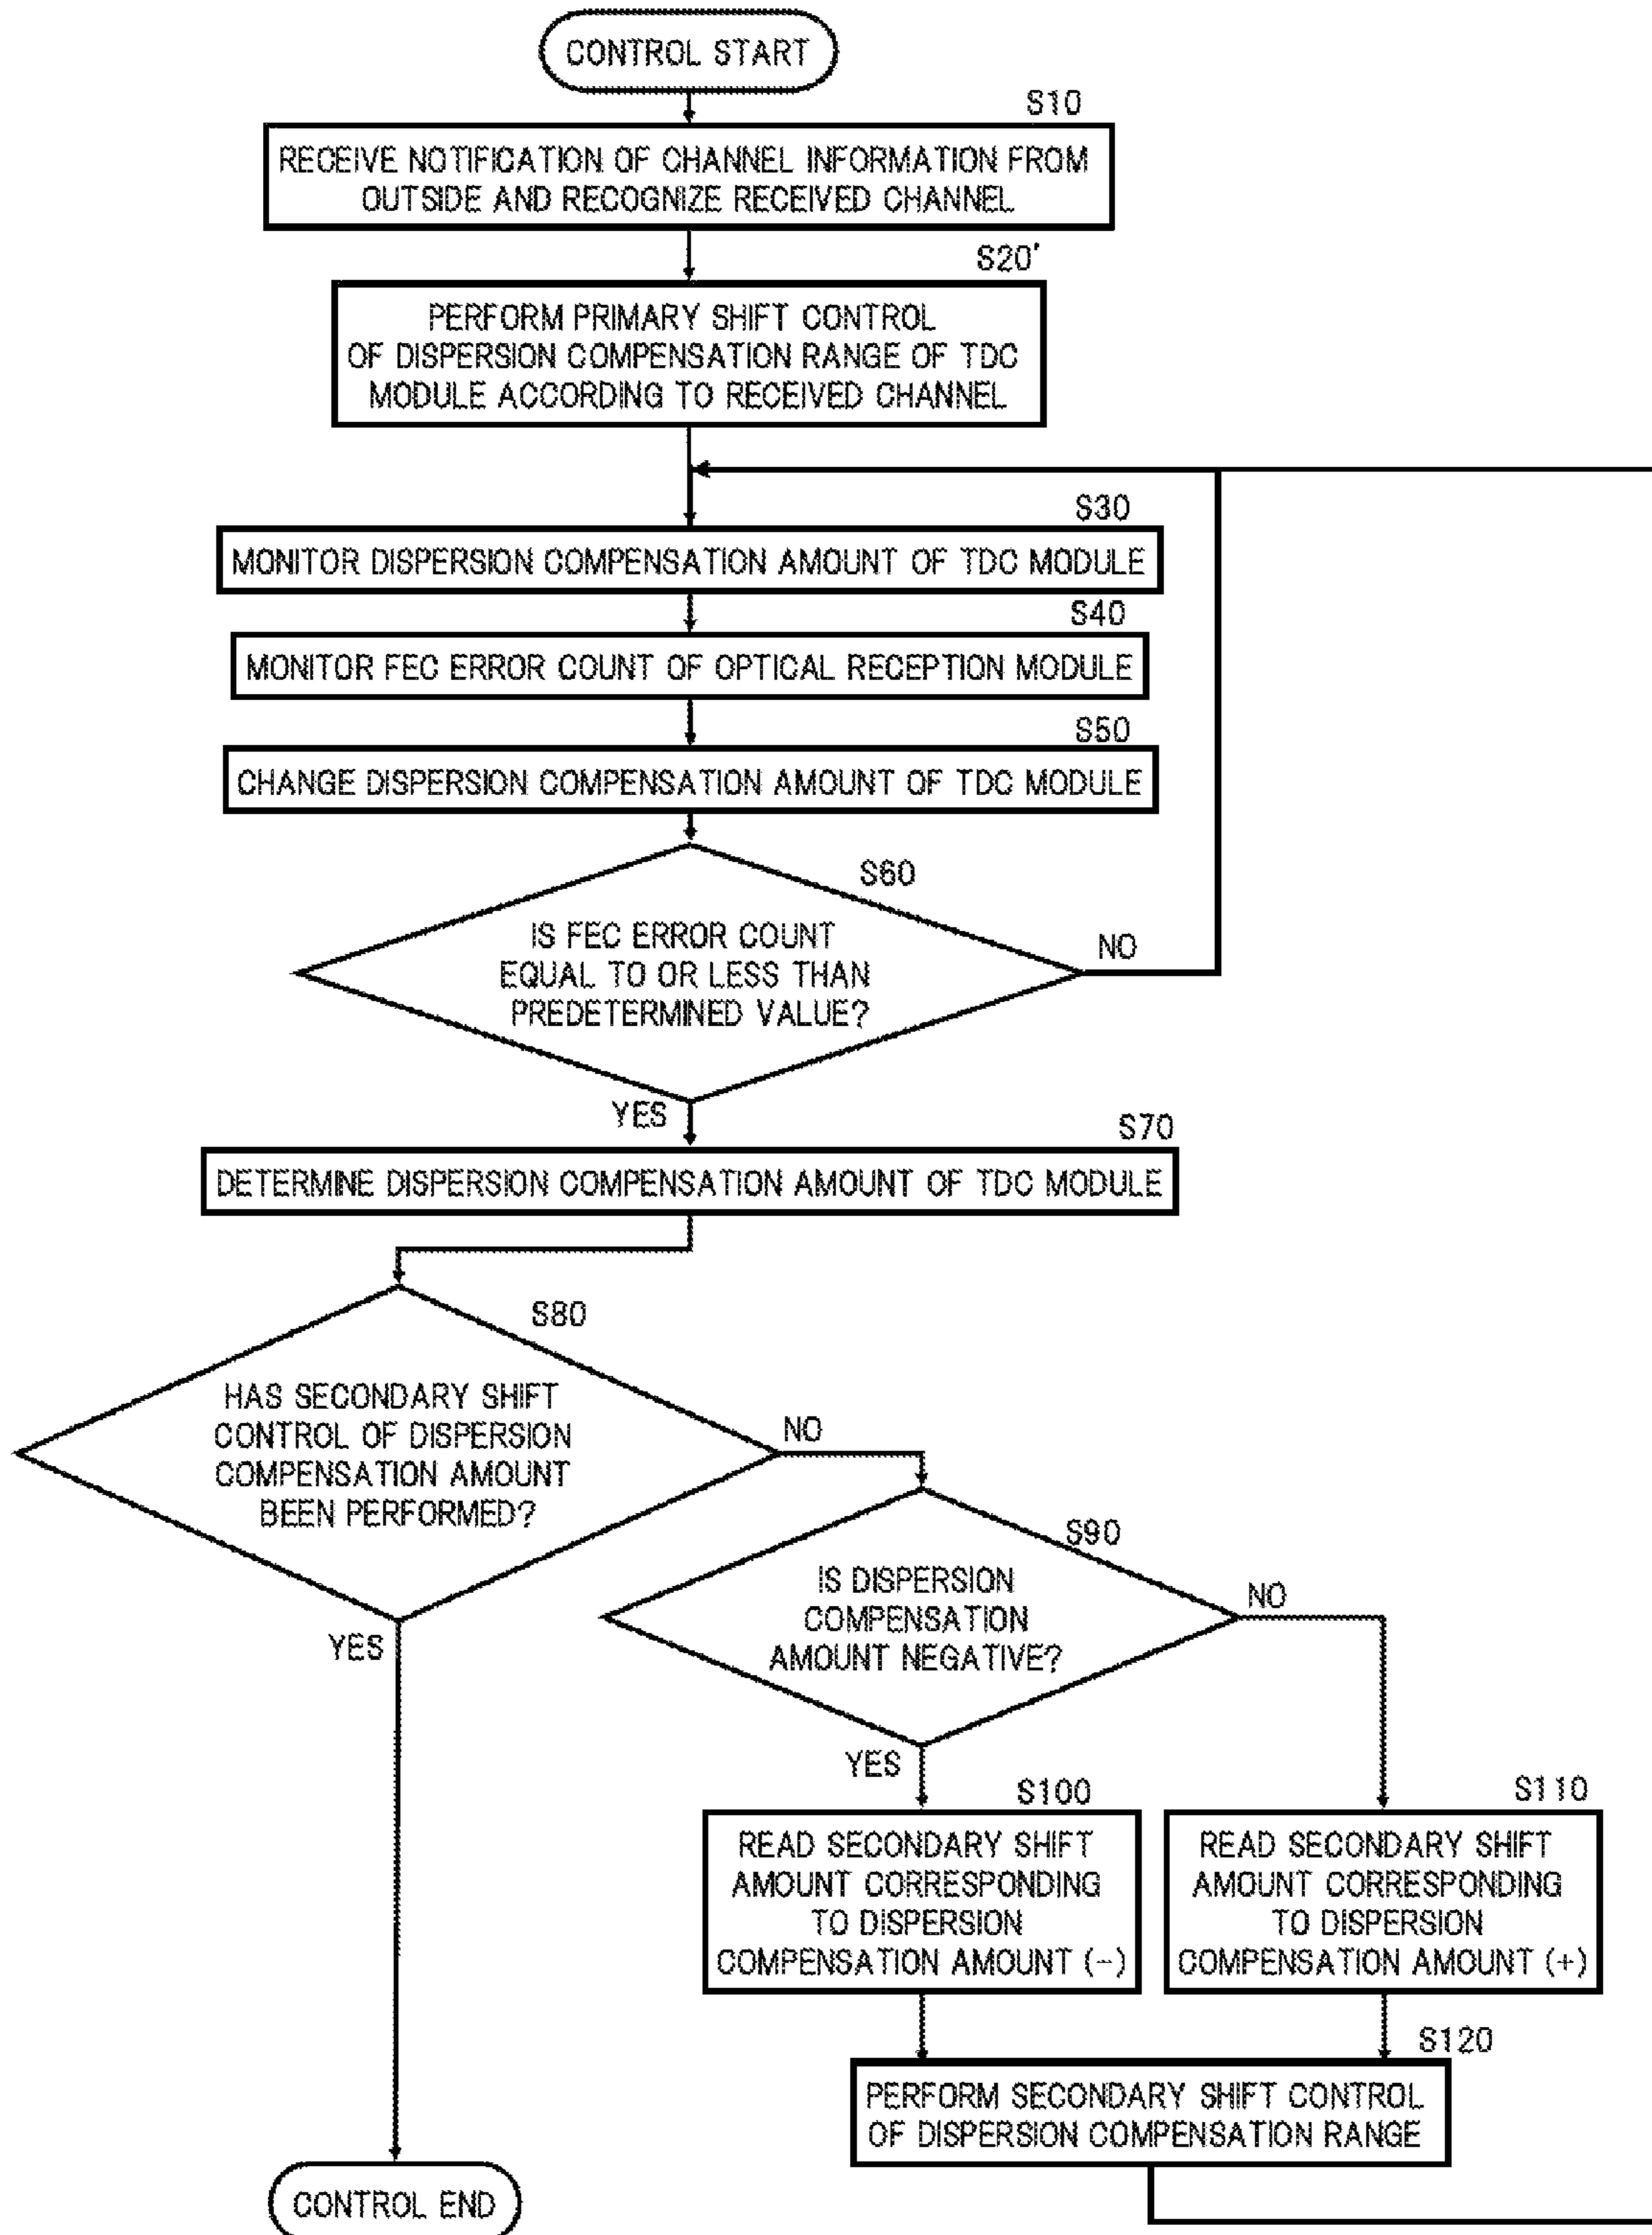 CONTROL START
S10
RECEIVE NOTIFICATION OF CHANNEL INFORMATION FROM
OUTSIDE AND RECOGNIZE RECEIVED CHANNEL
S20'
PERFORM PRIMARY SHIFT CONTROL
OF DISPERSION COMPENSATION RANGE OF TDC
MODULE ACCORDING TO RECEIVED CHANNEL
S30
MONITOR DISPERSION COMPENSATION AMOUNT OF TDC MODULE
S40
MONITOR FEC ERROR COUNT OF OPTICAL RECEPTION MODULE
S50
CHANGE DISPERSION COMPENSATION AMOUNT OF TDC MODULE
S60
IS FEC ERROR COUNT
EQUAL TO OR LESS THAN
PREDETERMINED VALUE?
NO
YES
S70
DETERMINE DISPERSION COMPENSATION AMOUNT OF TDC MODULE
S80
HAS SECONDARY SHIFT
CONTROL OF DISPERSION
COMPENSATION AMOUNT
BEEN PERFORMED?
NO
YES
S90
IS DISPERSION
COMPENSATION
AMOUNT NEGATIVE?
NO
YES
S100
READ SECONDARY SHIFT
AMOUNT CORRESPONDING
TO DISPERSION
COMPENSATION AMOUNT (-)
S110
READ SECONDARY SHIFT
AMOUNT CORRESPONDING
TO DISPERSION
COMPENSATION AMOUNT (+)
S120
PERFORM SECONDARY SHIFT CONTROL
OF DISPERSION COMPENSATION RANGE
CONTROL END